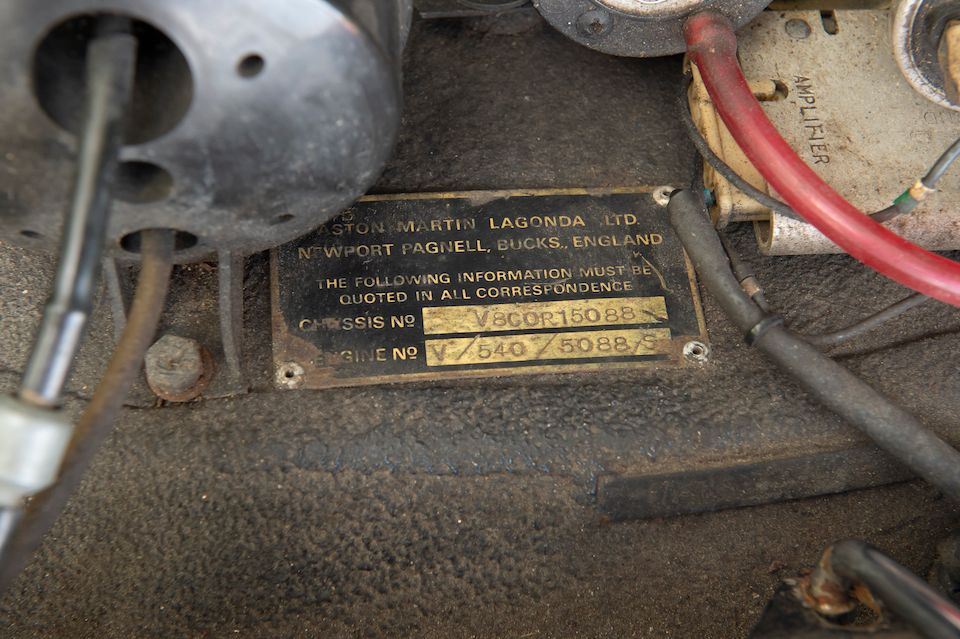 ASTON MARTIN LAGONDA LTD.
NEWPORT PAGNELL, BUCKS., ENGLAND
THE FOLLOWING INFORMATION MUST BE
QUOTED IN ALL CORRESPONDENCE
CHASSIS Nº V8COR15088
ENGINE Nº V/540/5088/S
AMPLIFIER